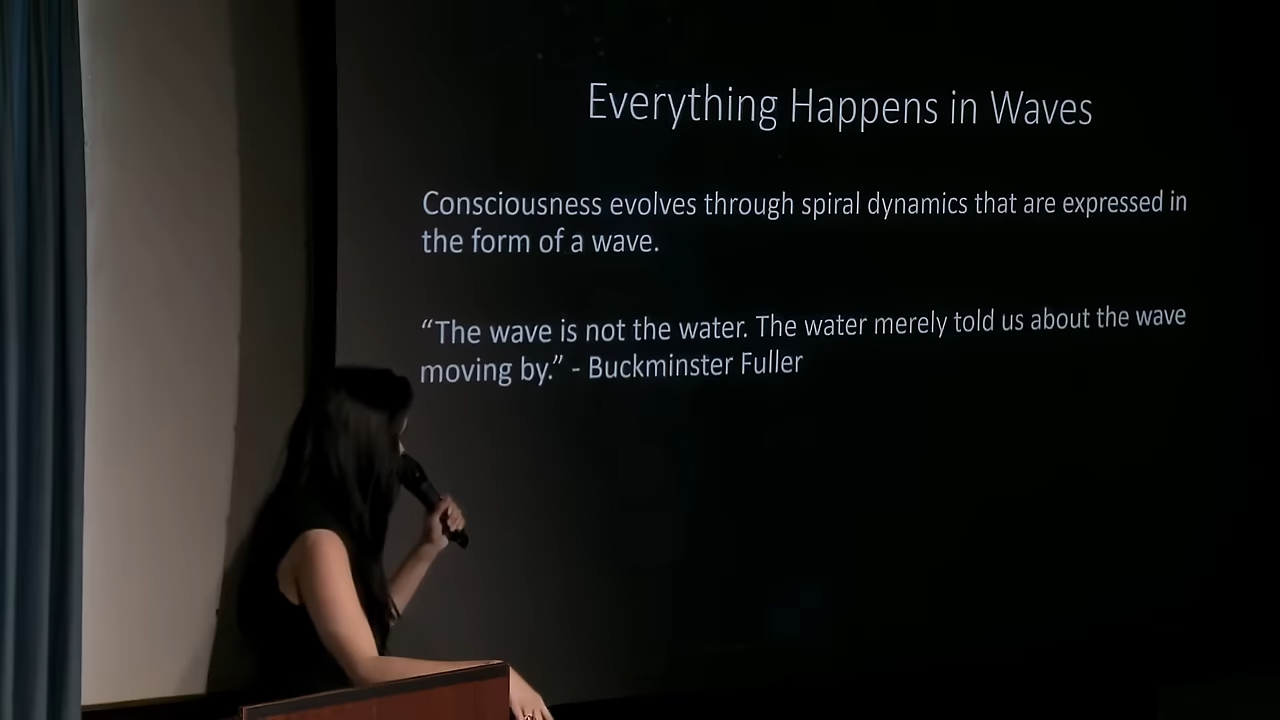 Everything Happens in Waves
Consciousness evolves through spiral dynamics that are expressed in
the form of a wave.
“The wave is not the water. The water merely told us about the wave
moving by.” - Buckminster Fuller